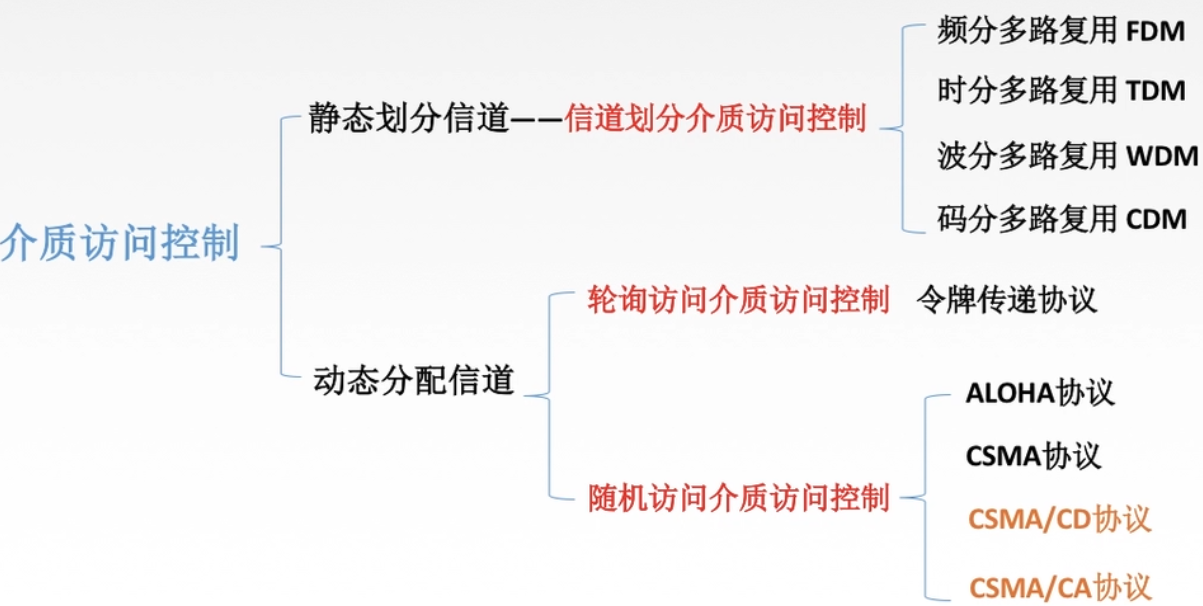 介质访问控制
静态划分信道——信道划分介质访问控制
频分多路复用 FDM
时分多路复用 TDM
波分多路复用 WDM
码分多路复用 CDM
动态分配信道
轮询访问介质访问控制 令牌传递协议
随机访问介质访问控制
ALOHA协议
CSMA协议
CSMA/CD协议
CSMA/CA协议